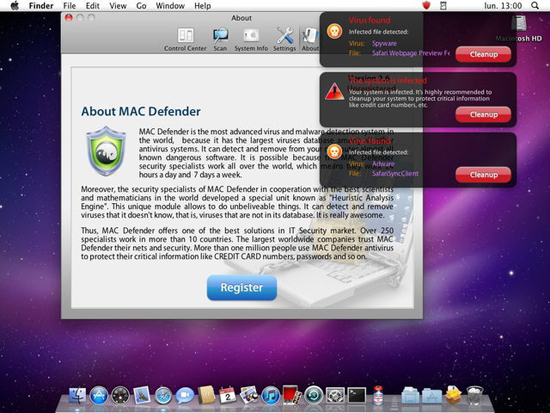 Finder File Edit View Go Window Help
lun. 13:00
About
Control Center Scan System Info Settings About
Macintosh HD
Virus found
Infected file detected:
Virus: Spyware
File: Safari Webpage Preview Fe
Cleanup
The system is infected
Your system is infected. It's highly recommended to
cleanup your system to protect critical information
like credit card numbers, etc.
Cleanup
Virus found
Infected file detected:
Virus: Adware
File: SafariSyncClient
Cleanup
About MAC Defender
MAC Defender is the most advanced virus and malware detection system in
the world, because it has the largest viruses database
antivirus systems. It can detect and remove from your
known dangerous software. It is possible because
security specialists work all over the world, which means
hours a day and 7 days a week.
Moreover, the security specialists of MAC Defender in cooperation with the best scientists
and mathematicians in the world developed a special unit known as "Heuristic Analysis
Engine". This unique module allows to do unbelievable things. It can detect and remove
viruses that it doesn't know, that is, viruses that are not in its database. It is really awesome.
Thus, MAC Defender offers one of the best solutions in IT Security market. Over 250
specialists work in more than 10 countries. The largest worldwide companies trust MAC
Defender their nets and security. More than one million people use MAC Defender antivirus
to protect their critical information like CREDIT CARD numbers, passwords and so on.
Register
2